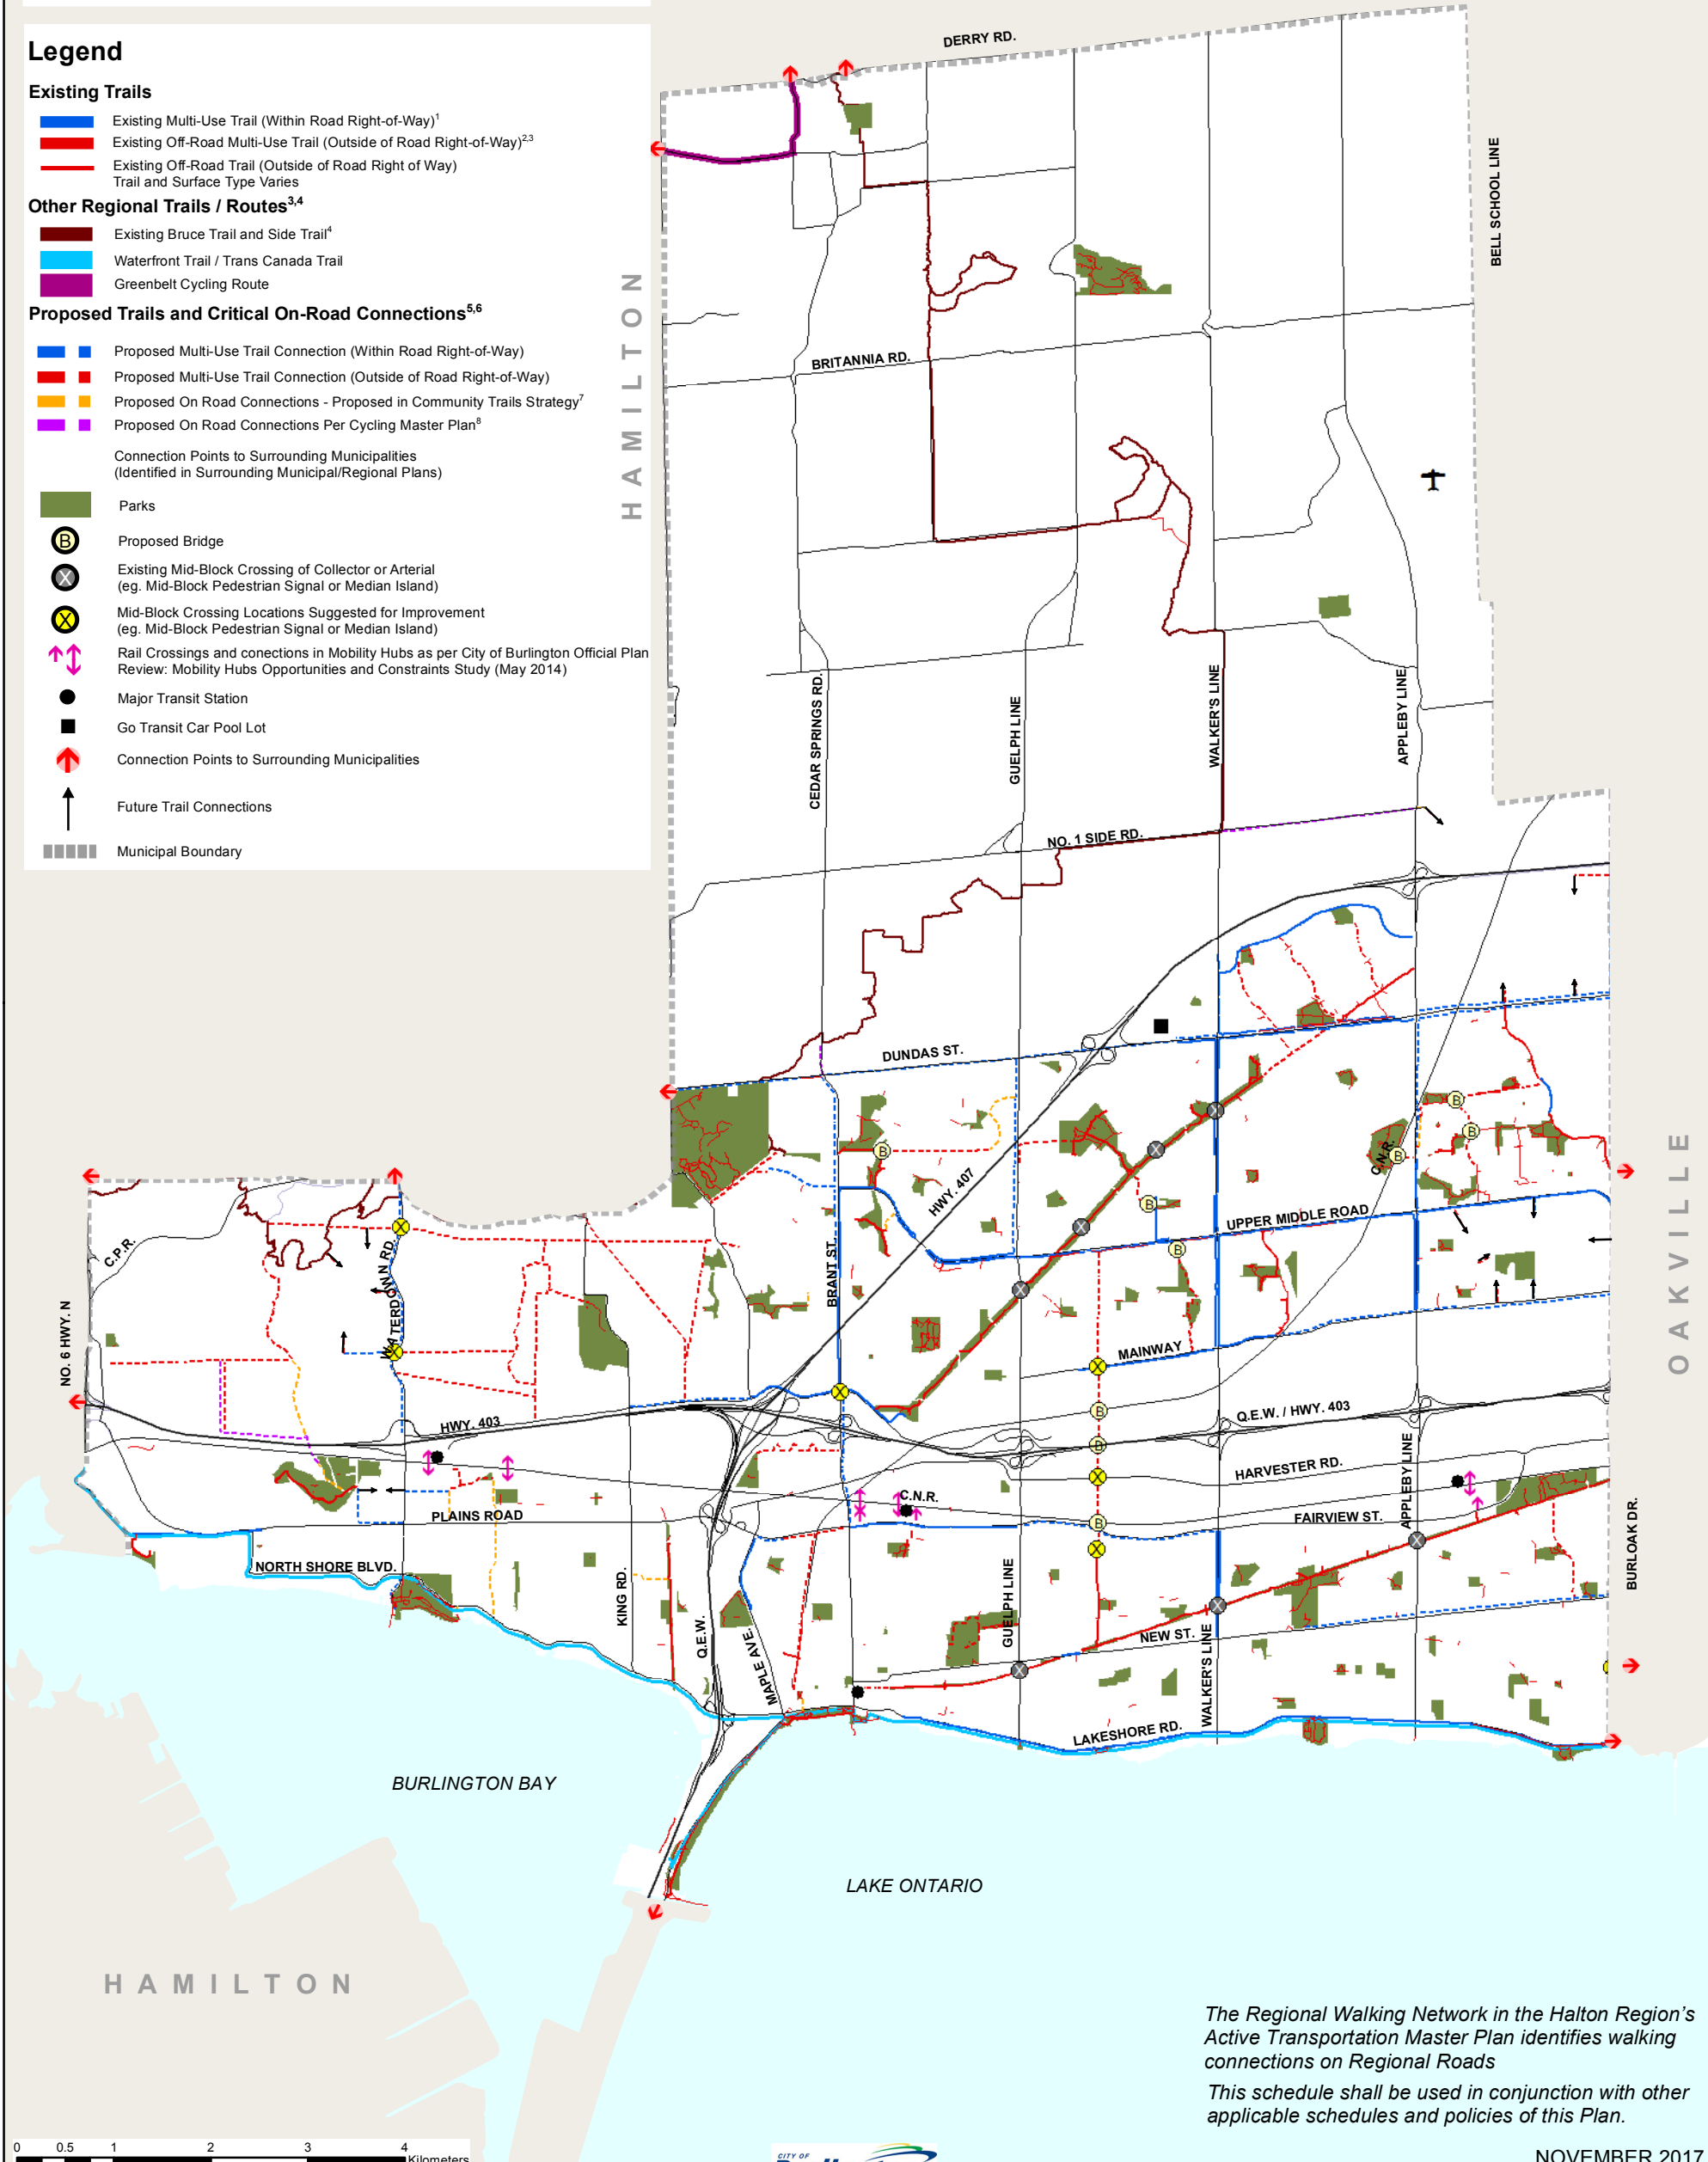 Legend
Existing Trails
Existing Multi-Use Trail (Within Road Right-of-Way)1
Existing Off-Road Multi-Use Trail (Outside of Road Right-of-Way)2,3
Existing Off-Road Trail (Outside of Road Right of Way)
Trail and Surface Type Varies
Other Regional Trails / Routes3,4
Existing Bruce Trail and Side Trail4
Waterfront Trail / Trans Canada Trail
Greenbelt Cycling Route
Proposed Trails and Critical On-Road Connections5,6
Proposed Multi-Use Trail Connection (Within Road Right-of-Way)
Proposed Multi-Use Trail Connection (Outside of Road Right-of-Way)
Proposed On Road Connections - Proposed in Community Trails Strategy7
Proposed On Road Connections Per Cycling Master Plan8
Connection Points to Surrounding Municipalities
(Identified in Surrounding Municipal/Regional Plans)
Parks
B
Proposed Bridge
X
Existing Mid-Block Crossing of Collector or Arterial
(eg. Mid-Block Pedestrian Signal or Median Island)
X
Mid-Block Crossing Locations Suggested for Improvement
(eg. Mid-Block Pedestrian Signal or Median Island)
Rail Crossings and conections in Mobility Hubs as per City of Burlington Official Plan
Review: Mobility Hubs Opportunities and Constraints Study (May 2014)
Major Transit Station
Go Transit Car Pool Lot
Connection Points to Surrounding Municipalities
Future Trail Connections
Municipal Boundary
DERRY RD.
BELL SCHOOL LINE
HAMILTON
BRITANNIA RD.
CEDAR SPRINGS RD.
GUELPH LINE
WALKER'S LINE
APPLEBY LINE
NO. 1 SIDE RD.
DUNDAS ST.
X
B
X
B
B
B
C.N.R.
OAKVILLE
B
HWY. 407
UPPER MIDDLE ROAD
X
X
B
X
C.P.R.
WATERDOWN RD.
BRANT ST.
NO. 6 HWY. N
X
MAINWAY
X
X
B
HWY. 403
Q.E.W. / HWY. 403
B
X
HARVESTER RD.
APPLEBY LINE
C.N.R.
PLAINS ROAD
B
FAIRVIEW ST.
X
X
BURLOAK DR.
NORTH SHORE BLVD.
KING RD.
Q.E.W.
MAPLE AVE.
GUELPH LINE
X
NEW ST.
X
WALKER'S LINE
LAKESHORE RD.
BURLINGTON BAY
LAKE ONTARIO
HAMILTON
The Regional Walking Network in the Halton Region's
Active Transportation Master Plan identifies walking
connections on Regional Roads
This schedule shall be used in conjunction with other
applicable schedules and policies of this Plan.
NOVEMBER 2017
0 0.5 1 2 3 4
Kilometers
CITY OF